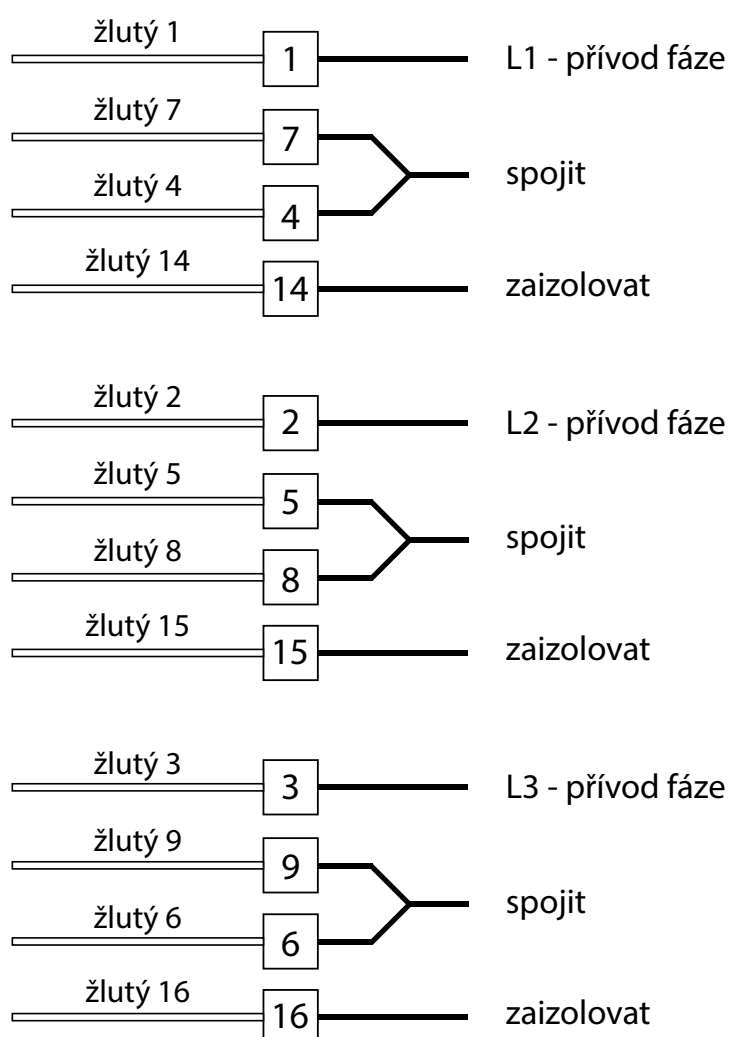 žlutý 1
1
L1 - přívod fáze
žlutý 7
7
žlutý 4
4
spojit
žlutý 14
14
zaizolovat
žlutý 2
2
L2 - přívod fáze
žlutý 5
5
žlutý 8
8
spojit
žlutý 15
15
zaizolovat
žlutý 3
3
L3 - přívod fáze
žlutý 9
9
žlutý 6
6
spojit
žlutý 16
16
zaizolovat